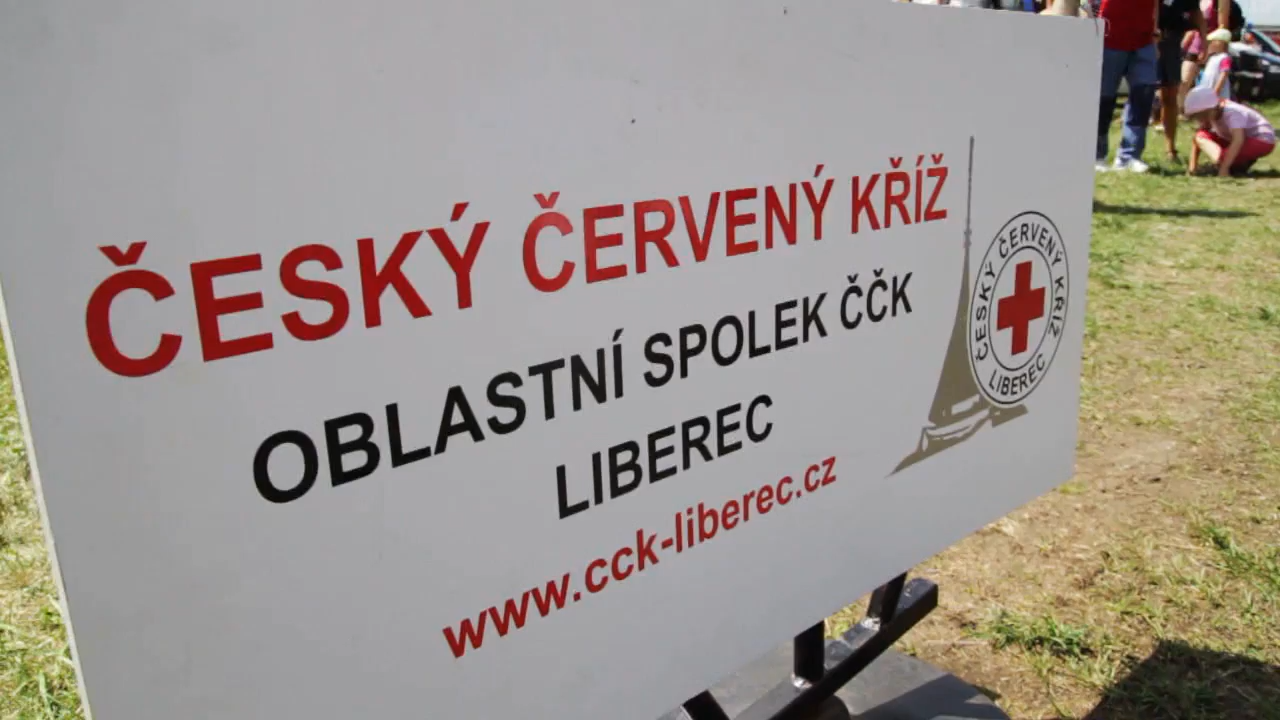 ČESKÝ ČERVENÝ KŘÍŽ
OBLASTNÍ SPOLEK ČČK
LIBEREC
www.cck-liberec.cz
ČESKÝ ČERVENÝ KŘÍŽ
LIBEREC